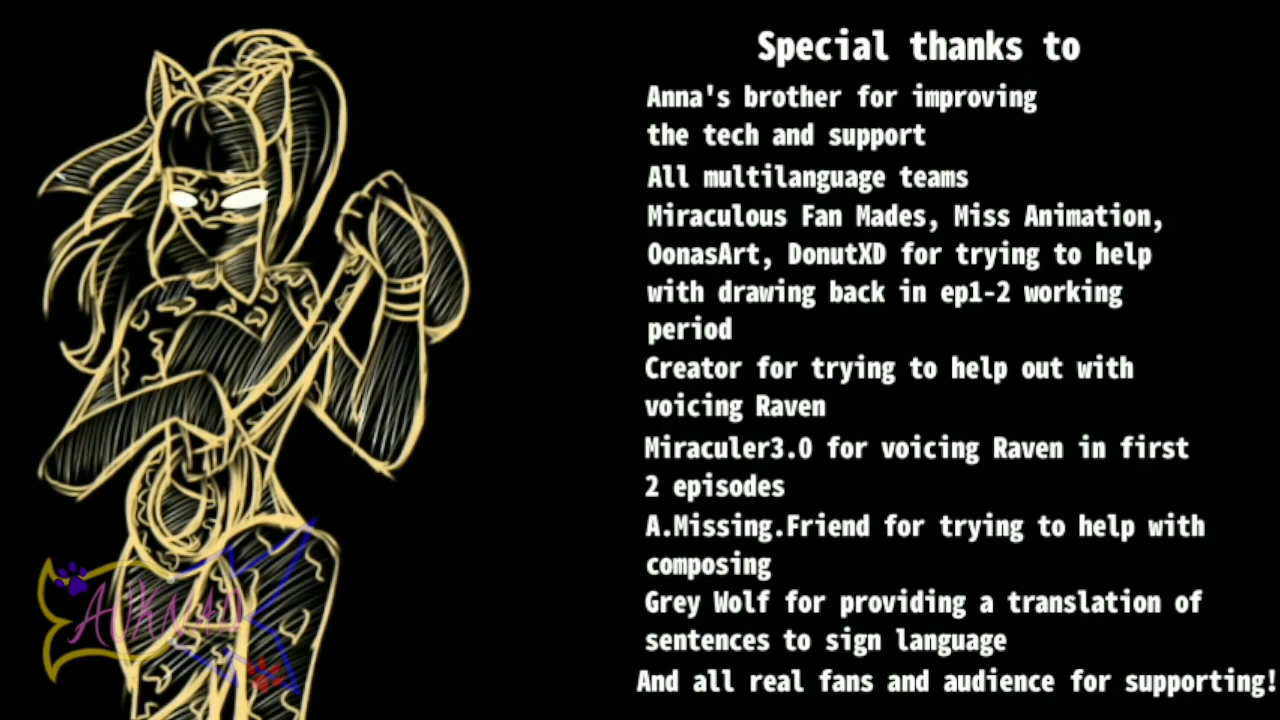 Special thanks to
Anna's brother for improving
the tech and support
All multilanguage teams
Miraculous Fan Mades, Miss Animation,
OonasArt, DonutXD for trying to help
with drawing back in ep1-2 working
period
Creator for trying to help out with
voicing Raven
Miraculer3.0 for voicing Raven in first
2 episodes
A.Missing.Friend for trying to help with
composing
Grey Wolf for providing a translation of
sentences to sign language
And all real fans and audience for supporting!